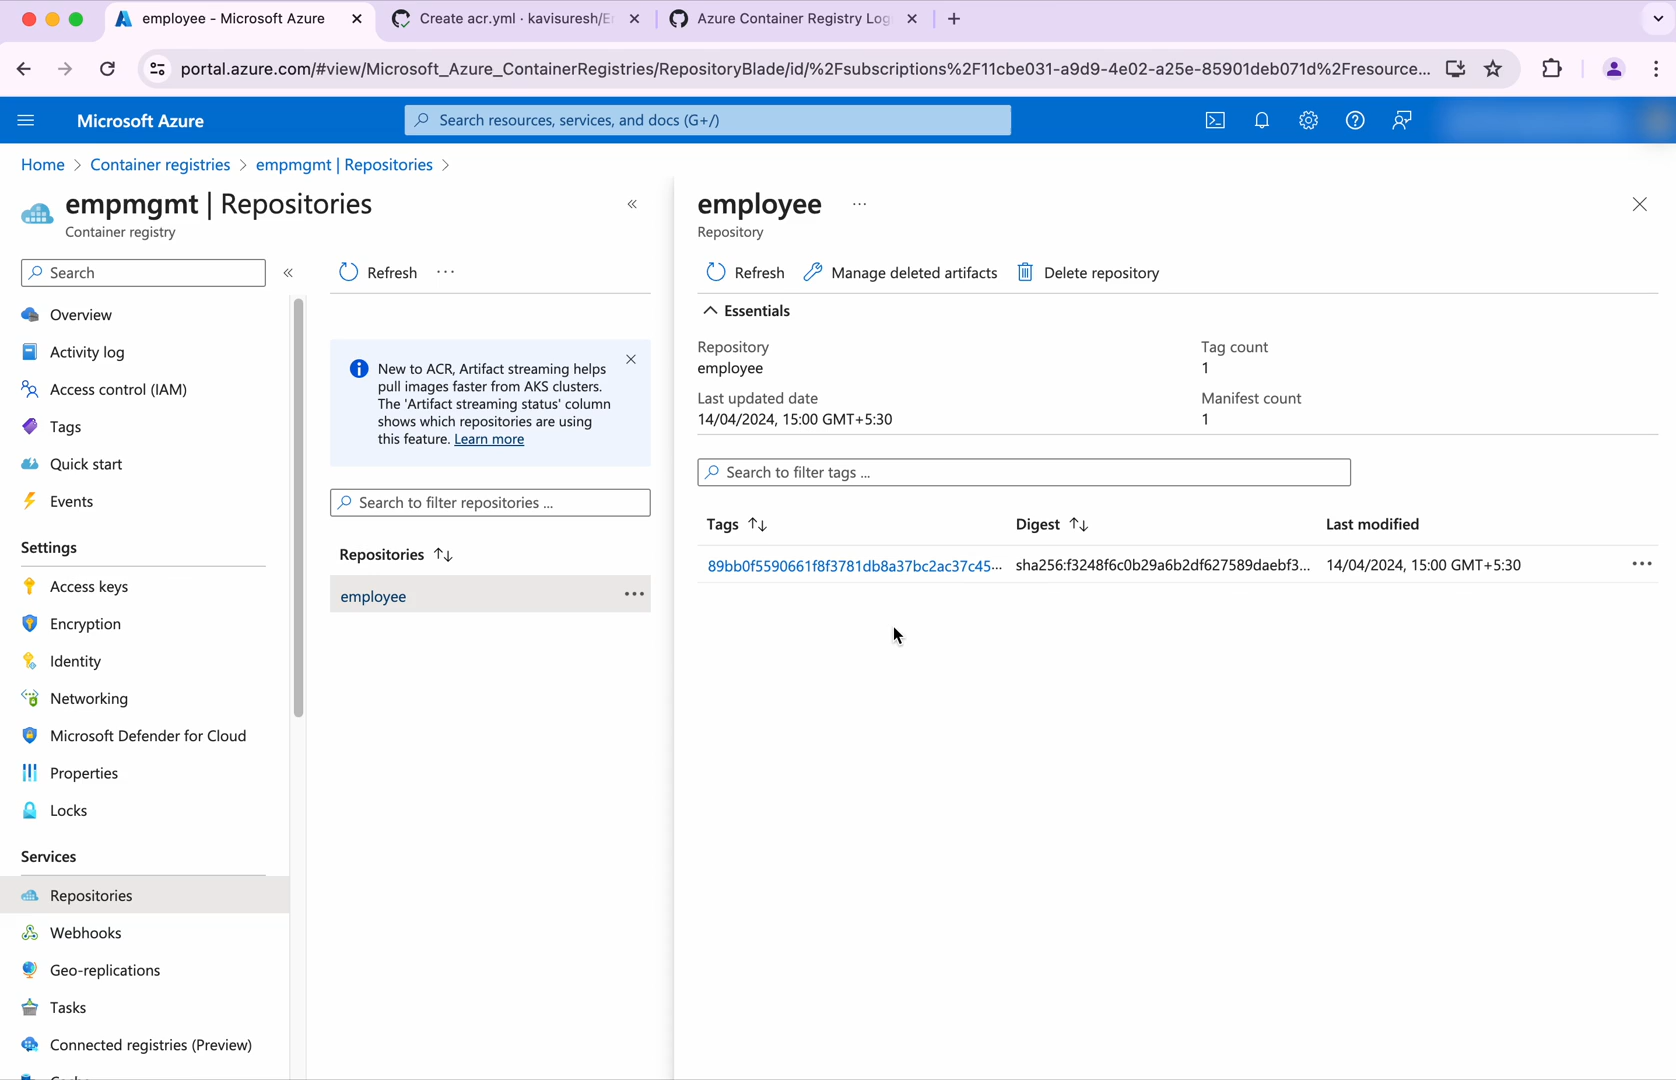 employee - Microsoft Azure
Create acr.yml · kavisuresh/E
Azure Container Registry Log
portal.azure.com/#view/Microsoft_Azure_ContainerRegistries/RepositoryBlade/id/%2Fsubscriptions%2F11cbe031-a9d9-4e02-a25e-85901deb071d%2Fresource...
Microsoft Azure
Search resources, services, and docs (G+/)
Home > Container registries > empmgmt | Repositories >
empmgmt | Repositories
Container registry
Search
Overview
Activity log
Access control (IAM)
Tags
Quick start
Events
Settings
Access keys
Encryption
Identity
Networking
Microsoft Defender for Cloud
Properties
Locks
Services
Repositories
Webhooks
Geo-replications
Tasks
Connected registries (Preview)
Refresh ...
New to ACR, Artifact streaming helps
pull images faster from AKS clusters.
The 'Artifact streaming status' column
shows which repositories are using
this feature. Learn more
Search to filter repositories ...
Repositories
employee ...
employee ...
Repository
Refresh Manage deleted artifacts Delete repository
Essentials
Repository
employee
Tag count
1
Last updated date
14/04/2024, 15:00 GMT+5:30
Manifest count
1
Search to filter tags ...
Tags Digest Last modified
89bb0f5590661f8f3781db8a37bc2ac37c45... sha256:f3248f6c0b29a6b2df627589daebf3... 14/04/2024, 15:00 GMT+5:30 ...